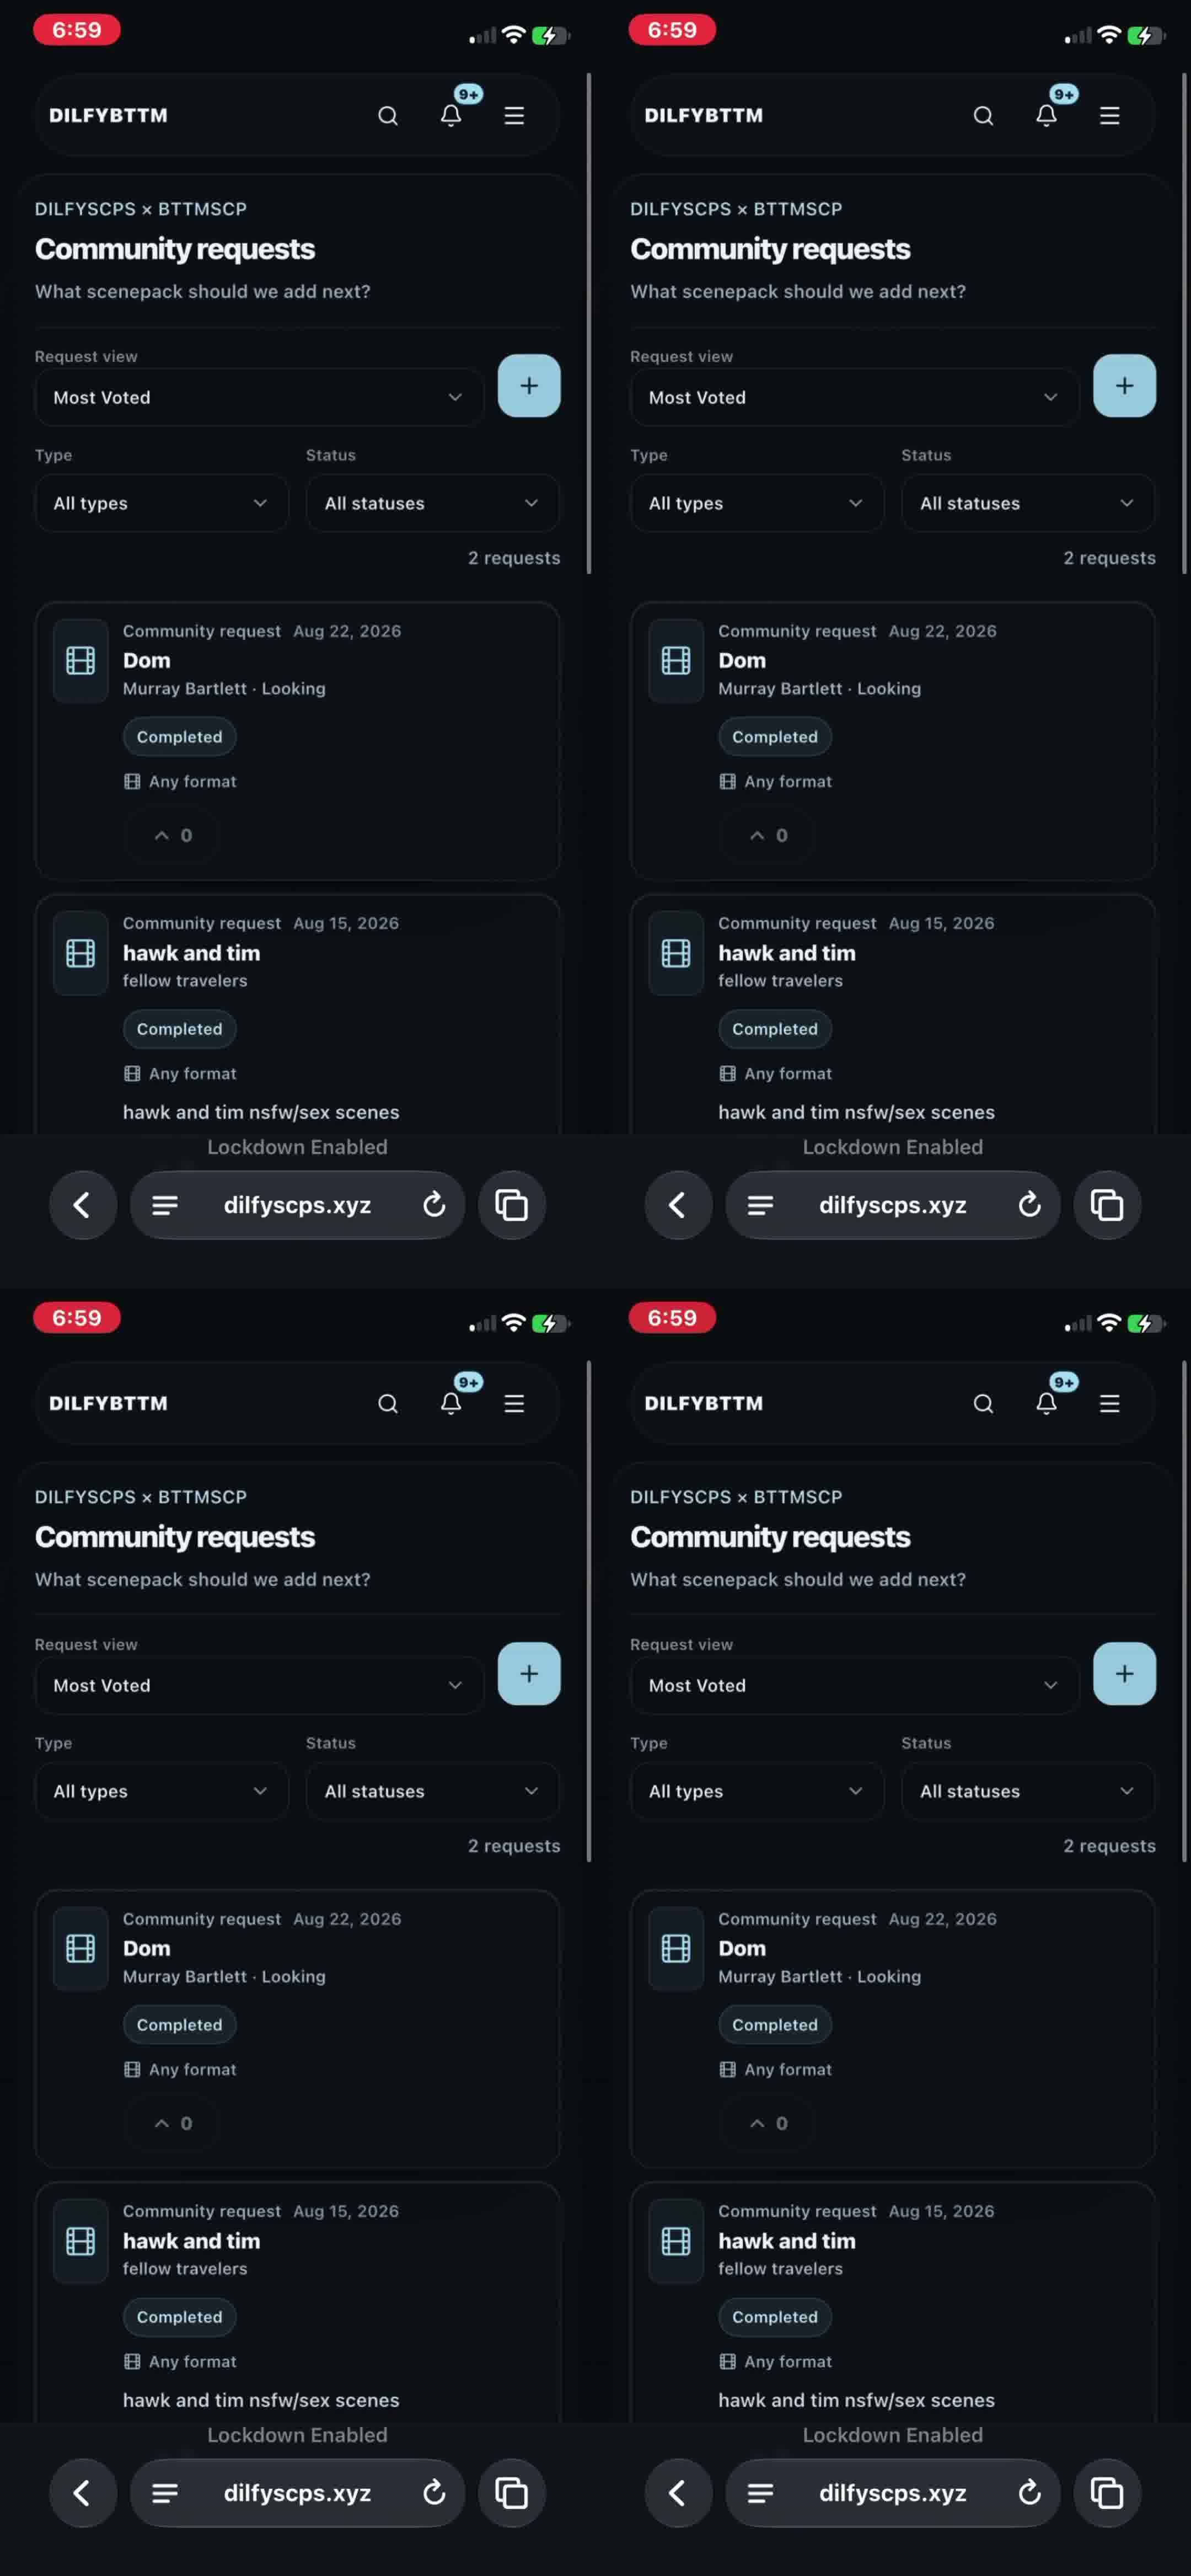 6:59
DILFYBTTM
9+
DILFYSCPS × BTTMSCP
Community requests
What scenepack should we add next?
Request view
Most Voted
+
Type
Status
All types
All statuses
2 requests
Community request Aug 22, 2026
Dom
Murray Bartlett · Looking
Completed
Any format
0
Community request Aug 15, 2026
hawk and tim
fellow travelers
Completed
Any format
hawk and tim nsfw/sex scenes
Lockdown Enabled
dilfyscps.xyz
6:59
DILFYBTTM
9+
DILFYSCPS × BTTMSCP
Community requests
What scenepack should we add next?
Request view
Most Voted
+
Type
Status
All types
All statuses
2 requests
Community request Aug 22, 2026
Dom
Murray Bartlett · Looking
Completed
Any format
0
Community request Aug 15, 2026
hawk and tim
fellow travelers
Completed
Any format
hawk and tim nsfw/sex scenes
Lockdown Enabled
dilfyscps.xyz
6:59
DILFYBTTM
9+
DILFYSCPS × BTTMSCP
Community requests
What scenepack should we add next?
Request view
Most Voted
+
Type
Status
All types
All statuses
2 requests
Community request Aug 22, 2026
Dom
Murray Bartlett · Looking
Completed
Any format
0
Community request Aug 15, 2026
hawk and tim
fellow travelers
Completed
Any format
hawk and tim nsfw/sex scenes
Lockdown Enabled
dilfyscps.xyz
6:59
DILFYBTTM
9+
DILFYSCPS × BTTMSCP
Community requests
What scenepack should we add next?
Request view
Most Voted
+
Type
Status
All types
All statuses
2 requests
Community request Aug 22, 2026
Dom
Murray Bartlett · Looking
Completed
Any format
0
Community request Aug 15, 2026
hawk and tim
fellow travelers
Completed
Any format
hawk and tim nsfw/sex scenes
Lockdown Enabled
dilfyscps.xyz